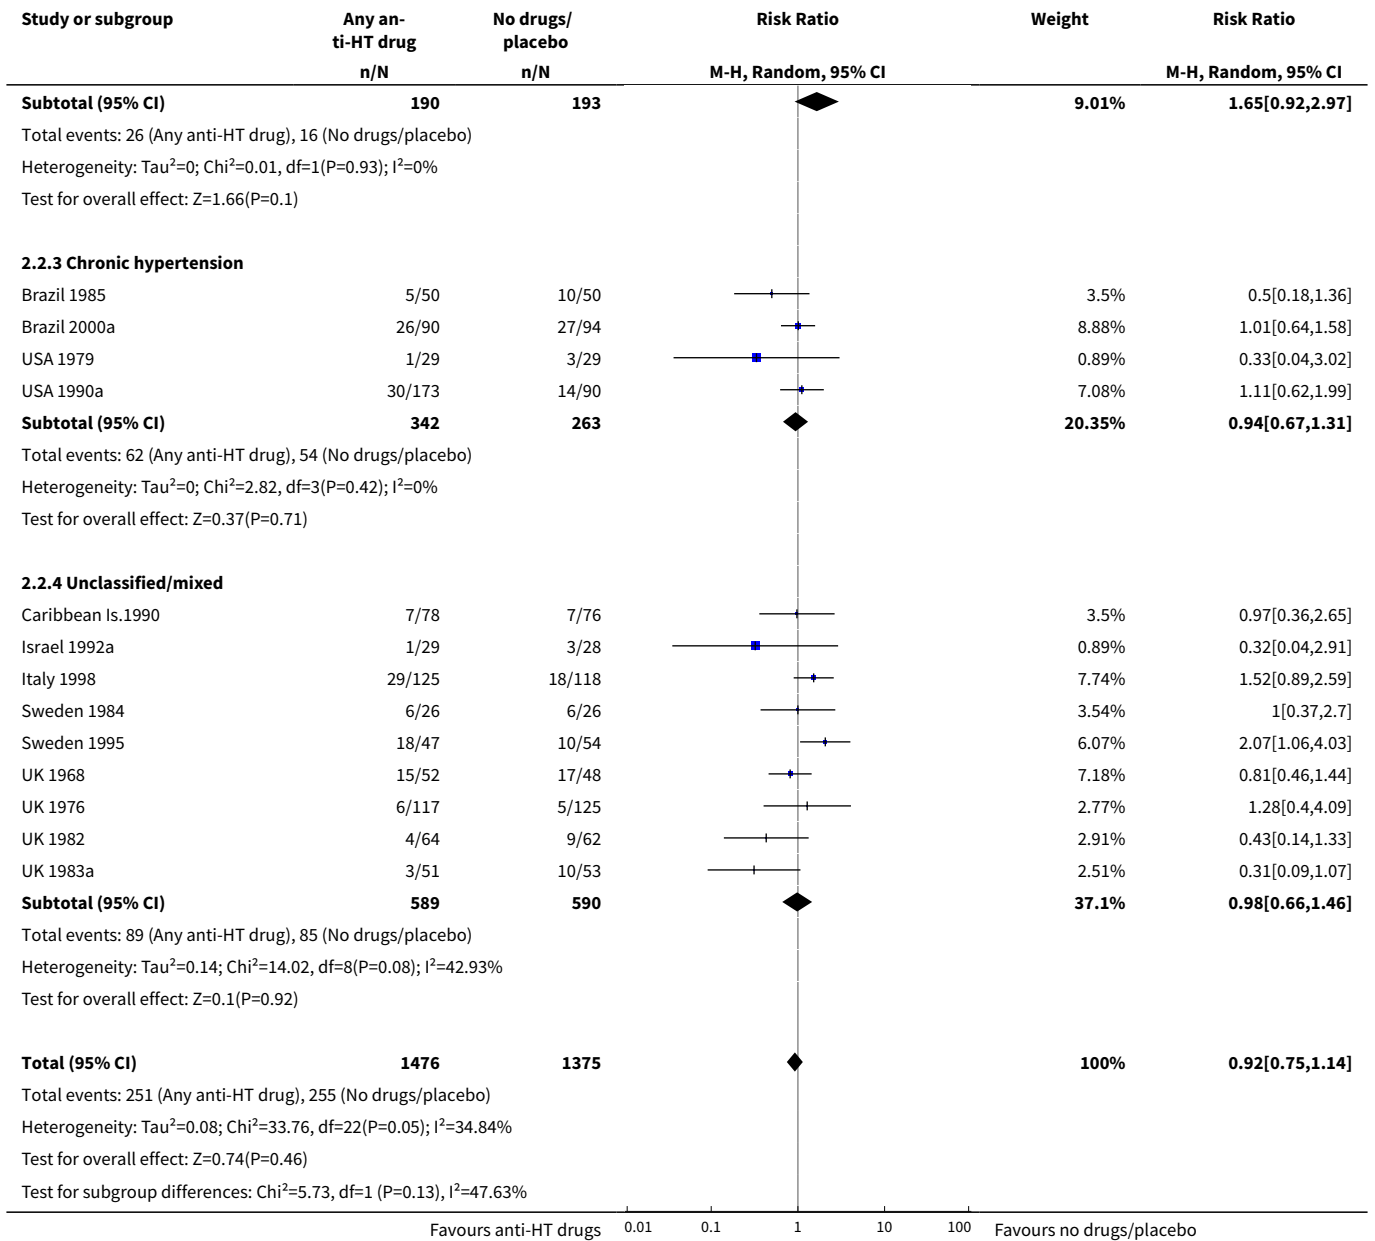 Study or subgroup Any an- No drugs/ Risk Ratio Weight Risk Ratio
ti-HT drug placebo
n/N n/N M-H, Random, 95% CI M-H, Random, 95% CI
Subtotal (95% CI) 190 193 9.01% 1.65[0.92,2.97]
Total events: 26 (Any anti-HT drug), 16 (No drugs/placebo)
Heterogeneity: Tau²=0; Chi²=0.01, df=1(P=0.93); I²=0%
Test for overall effect: Z=1.66(P=0.1)
2.2.3 Chronic hypertension
Brazil 1985 5/50 10/50 3.5% 0.5[0.18,1.36]
Brazil 2000a 26/90 27/94 8.88% 1.01[0.64,1.58]
USA 1979 1/29 3/29 0.89% 0.33[0.04,3.02]
USA 1990a 30/173 14/90 7.08% 1.11[0.62,1.99]
Subtotal (95% CI) 342 263 20.35% 0.94[0.67,1.31]
Total events: 62 (Any anti-HT drug), 54 (No drugs/placebo)
Heterogeneity: Tau²=0; Chi²=2.82, df=3(P=0.42); I²=0%
Test for overall effect: Z=0.37(P=0.71)
2.2.4 Unclassified/mixed
Caribbean Is.1990 7/78 7/76 3.5% 0.97[0.36,2.65]
Israel 1992a 1/29 3/28 0.89% 0.32[0.04,2.91]
Italy 1998 29/125 18/118 7.74% 1.52[0.89,2.59]
Sweden 1984 6/26 6/26 3.54% 1[0.37,2.7]
Sweden 1995 18/47 10/54 6.07% 2.07[1.06,4.03]
UK 1968 15/52 17/48 7.18% 0.81[0.46,1.44]
UK 1976 6/117 5/125 2.77% 1.28[0.4,4.09]
UK 1982 4/64 9/62 2.91% 0.43[0.14,1.33]
UK 1983a 3/51 10/53 2.51% 0.31[0.09,1.07]
Subtotal (95% CI) 589 590 37.1% 0.98[0.66,1.46]
Total events: 89 (Any anti-HT drug), 85 (No drugs/placebo)
Heterogeneity: Tau²=0.14; Chi²=14.02, df=8(P=0.08); I²=42.93%
Test for overall effect: Z=0.1(P=0.92)
Total (95% CI) 1476 1375 100% 0.92[0.75,1.14]
Total events: 251 (Any anti-HT drug), 255 (No drugs/placebo)
Heterogeneity: Tau²=0.08; Chi²=33.76, df=22(P=0.05); I²=34.84%
Test for overall effect: Z=0.74(P=0.46)
Test for subgroup differences: Chi²=5.73, df=1 (P=0.13), I²=47.63%
Favours anti-HT drugs 0.01 0.1 1 10 100 Favours no drugs/placebo